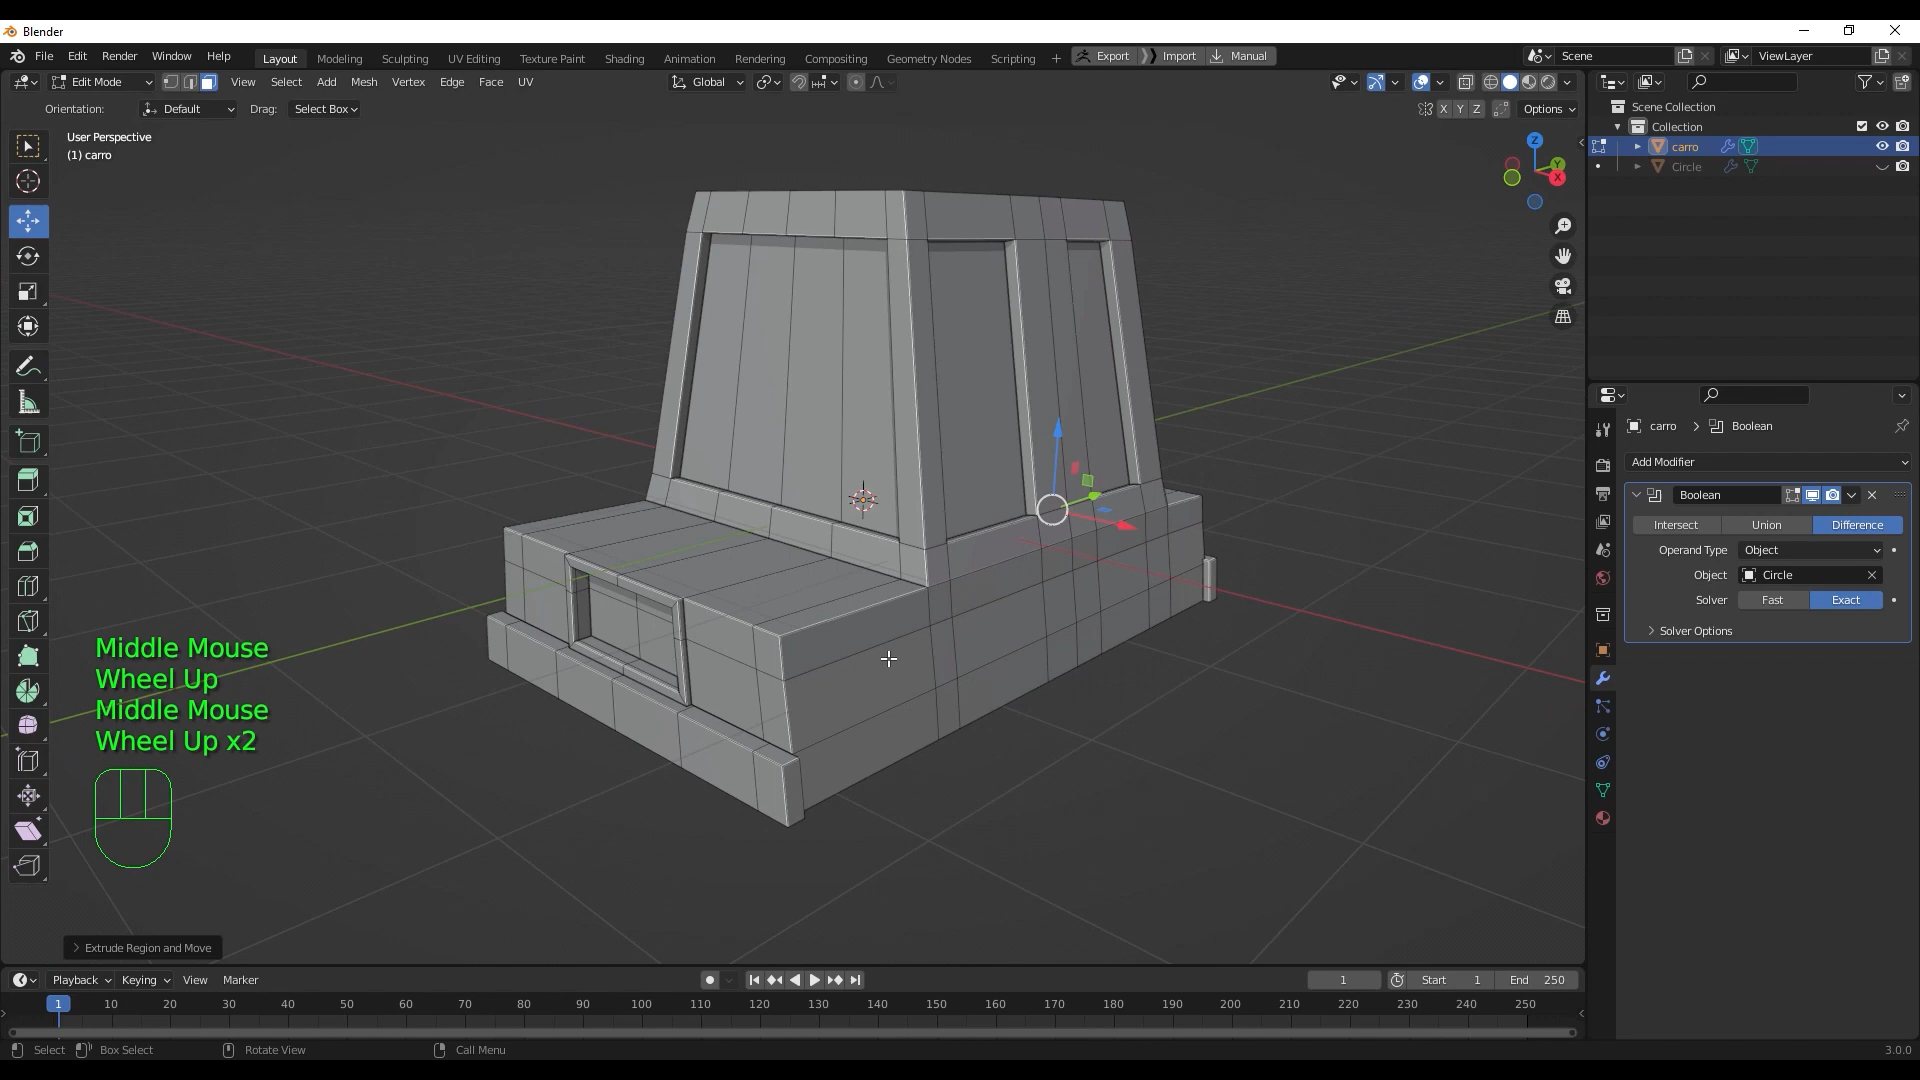 Blender
File Edit Render Window Help Layout Modeling Sculpting UV Editing Texture Paint Shading Animation Rendering Compositing Geometry Nodes Scripting + Export Import Manual Scene ViewLayer
Edit Mode View Select Add Mesh Vertex Edge Face UV Global
Orientation: Default Drag: Select Box X Y Z Options
User Perspective
(1) carro
Z
Y
X
Scene Collection
Collection
carro
Circle
carro > Boolean
Add Modifier
Boolean
Intersect Union Difference
Operand Type Object
Object Circle
Solver Fast Exact
Solver Options
Middle Mouse
Wheel Up
Middle Mouse
Wheel Up x2
Extrude Region and Move
Playback Keying View Marker 1 Start 1 End 250
1 10 20 30 40 50 60 70 80 90 100 110 120 130 140 150 160 170 180 190 200 210 220 230 240 250
Select Box Select Rotate View Call Menu 3.0.0